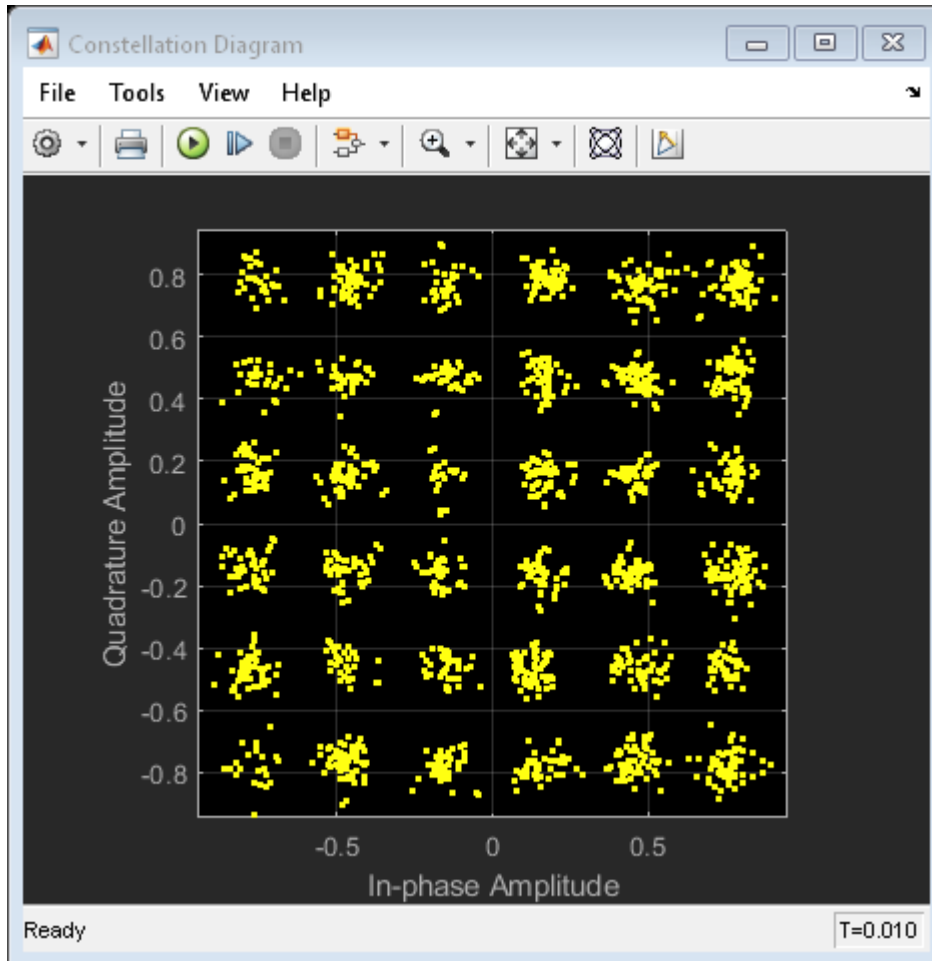 Constellation Diagram
File Tools View Help
0.8
0.6
0.4
0.2
0
-0.2
-0.4
-0.6
-0.8
Quadrature Amplitude
-0.5 0 0.5
In-phase Amplitude
Ready T=0.010